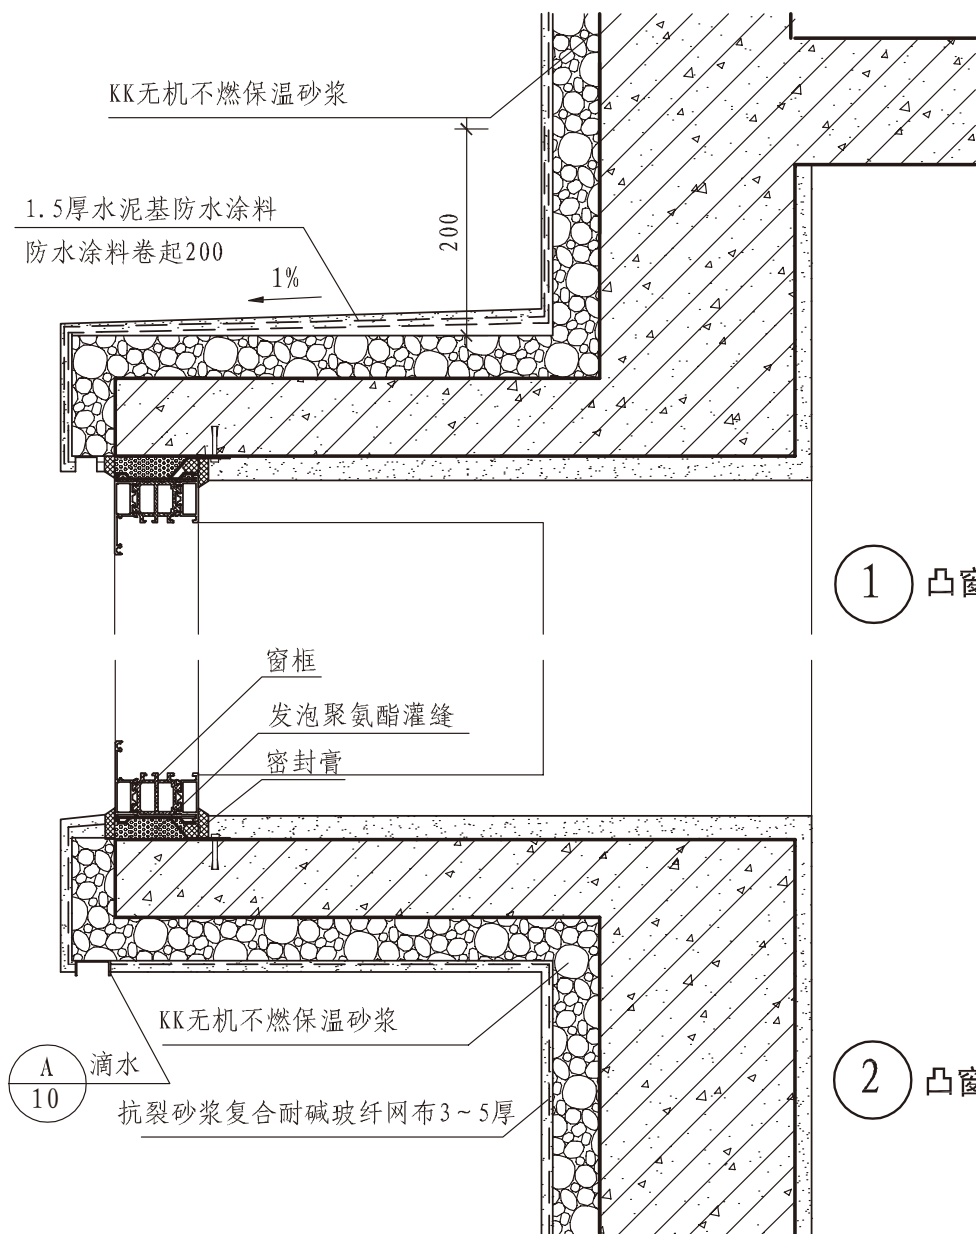 KK无机不燃保温砂浆
1.5厚水泥基防水涂料
防水涂料卷起200
1%
200
1 凸窗
窗框
发泡聚氨酯灌缝
密封膏
KK无机不燃保温砂浆
A
10
滴水
2 凸窗
抗裂砂浆复合耐碱玻纤网布3~5厚